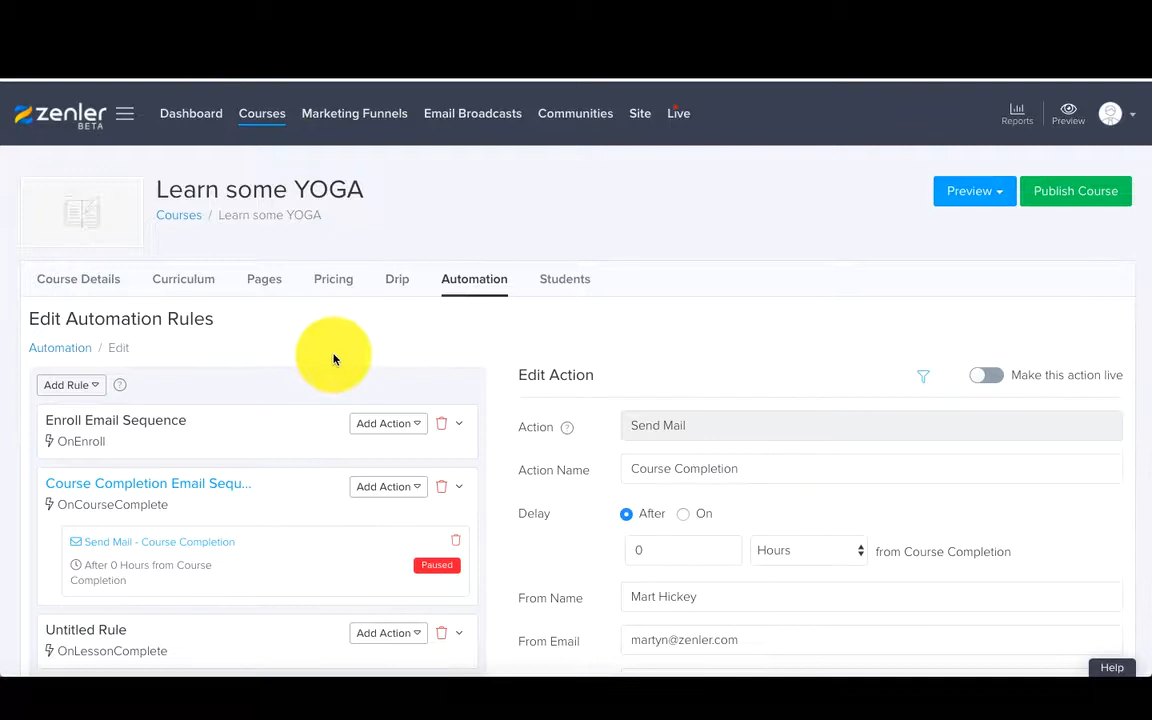 zenler
BETA
Dashboard
Courses
Marketing Funnels
Email Broadcasts
Communities
Site
Live
Reports
Preview
Learn some YOGA
Courses / Learn some YOGA
Preview
Publish Course
Course Details
Curriculum
Pages
Pricing
Drip
Automation
Students
Edit Automation Rules
Automation / Edit
Add Rule
?
Enroll Email Sequence
Add Action
OnEnroll
Course Completion Email Sequ...
Add Action
OnCourseComplete
Send Mail - Course Completion
After 0 Hours from Course
Completion
Paused
Untitled Rule
Add Action
OnLessonComplete
Edit Action
Make this action live
Action ?
Send Mail
Action Name
Course Completion
Delay
After
On
0
Hours
from Course Completion
From Name
Mart Hickey
From Email
martyn@zenler.com
Help